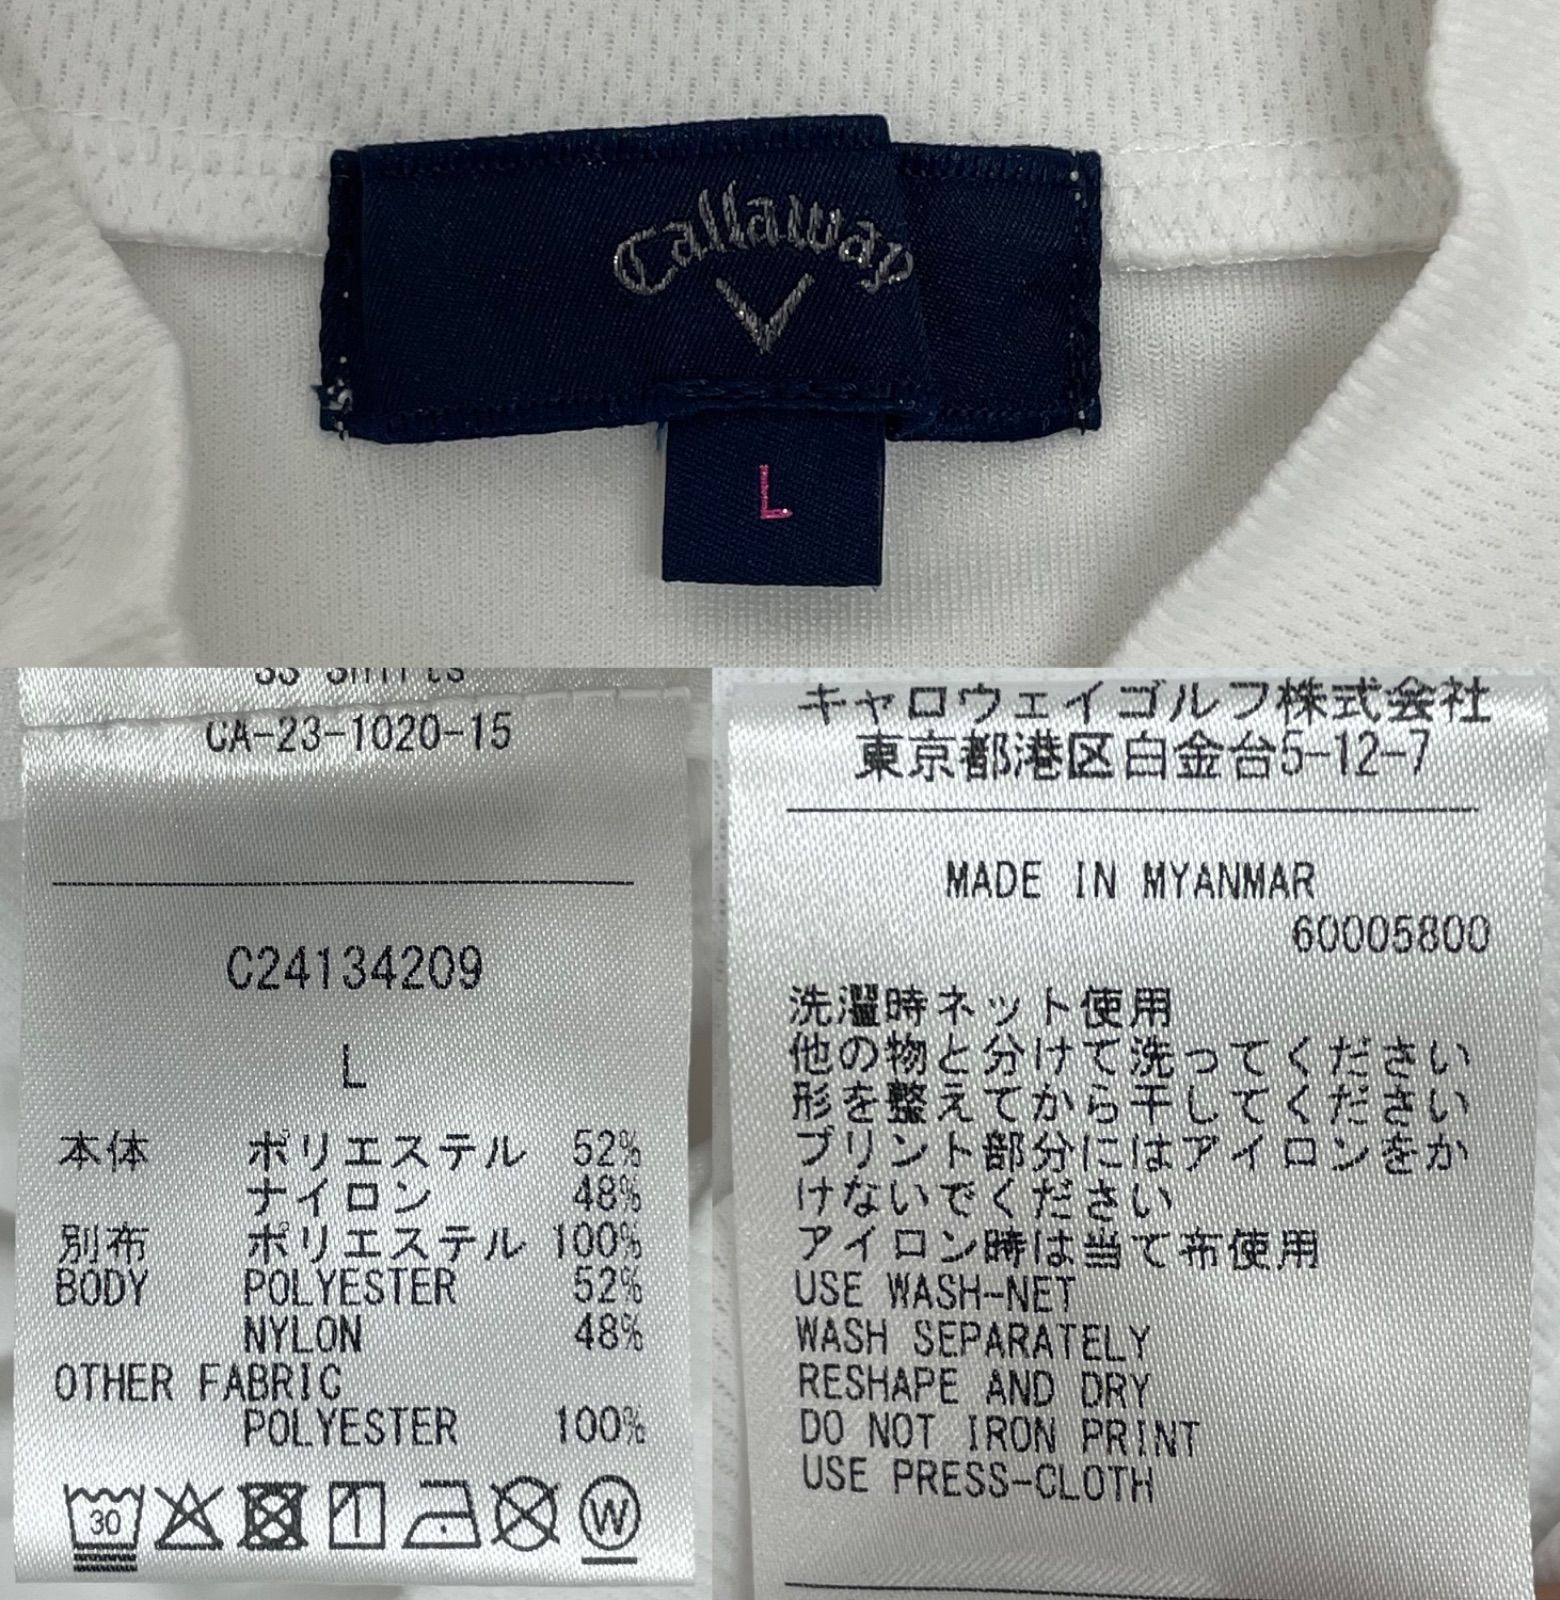 Callaway
L
SS Shirts
CA-23-1020-15
C24134209
L
本体 ポリエステル 52%
ナイロン 48%
別布 ポリエステル 100%
BODY POLYESTER 52%
NYLON 48%
OTHER FABRIC
POLYESTER 100%
30
W
キャロウェイゴルフ株式会社
東京都港区白金台5-12-7
MADE IN MYANMAR
60005800
洗濯時ネット使用
他の物と分けて洗ってください
形を整えてから干してください
プリント部分にはアイロンをか
けないでください
アイロン時は当て布使用
USE WASH-NET
WASH SEPARATELY
RESHAPE AND DRY
DO NOT IRON PRINT
USE PRESS-CLOTH